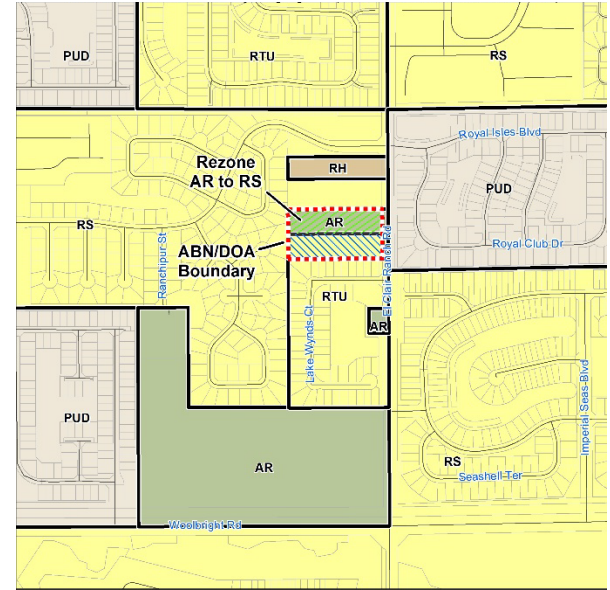 PUD
RTU
RS
Royal Isles Blvd
Rezone
AR to RS
RH
PUD
AR
RS
Ranchipur St
ABN/DOA
Boundary
Royal Club Dr
El Clair Ranch Rd
RTU
Lake Wynds Ct
AR
PUD
Imperial Seas Blvd
RS
AR
Seashell Ter
Woolbright Rd